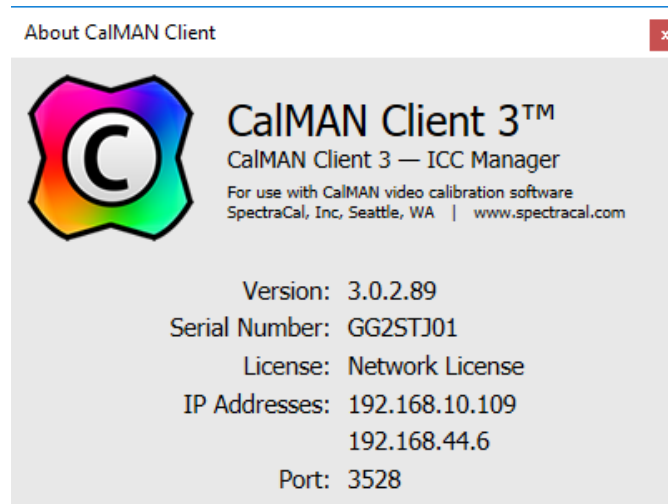 About CalMAN Client
x
C
CalMAN Client 3™
CalMAN Client 3 — ICC Manager
For use with CalMAN video calibration software
SpectraCal, Inc, Seattle, WA | www.spectracal.com
Version: 3.0.2.89
Serial Number: GG2STJ01
License: Network License
IP Addresses: 192.168.10.109
192.168.44.6
Port: 3528